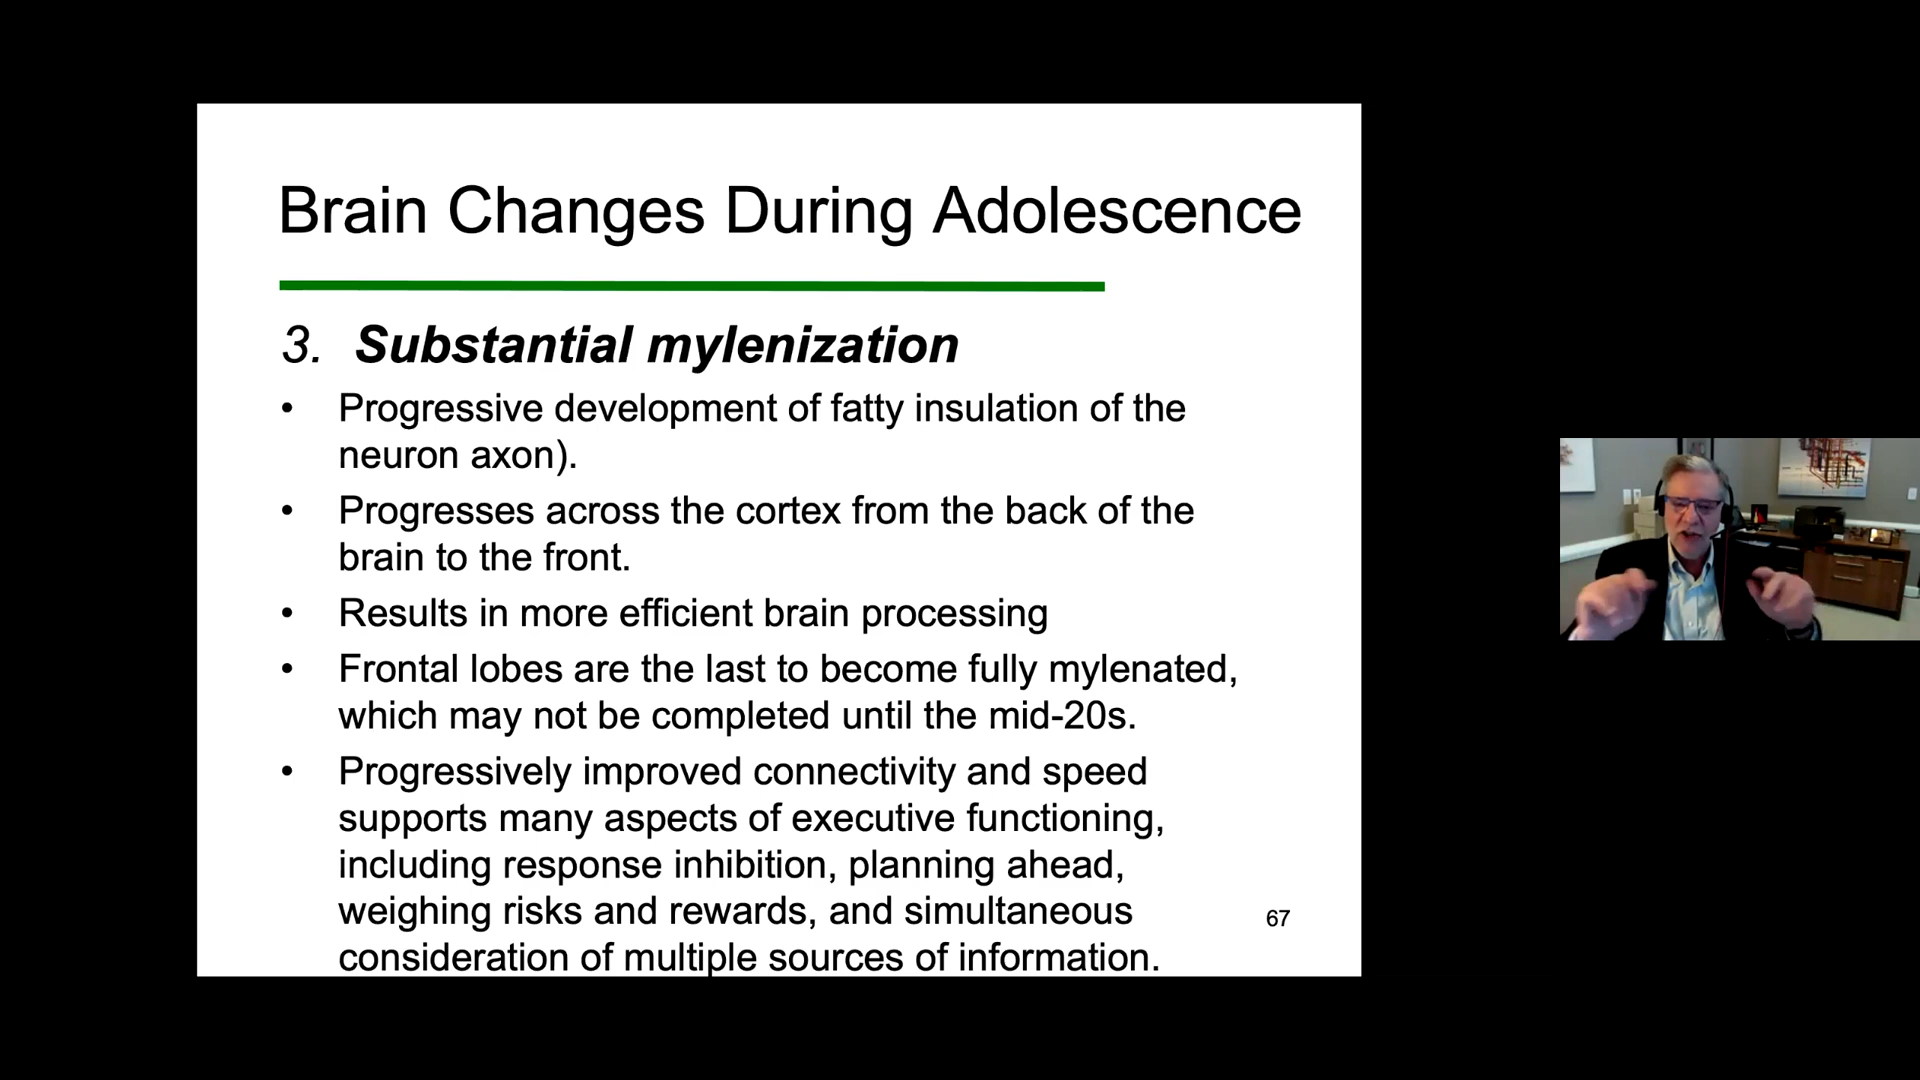 Brain Changes During Adolescence
3. Substantial mylenization
• Progressive development of fatty insulation of the
neuron axon).
• Progresses across the cortex from the back of the
brain to the front.
• Results in more efficient brain processing
• Frontal lobes are the last to become fully mylenated,
which may not be completed until the mid-20s.
• Progressively improved connectivity and speed
supports many aspects of executive functioning,
including response inhibition, planning ahead,
weighing risks and rewards, and simultaneous
consideration of multiple sources of information.
67